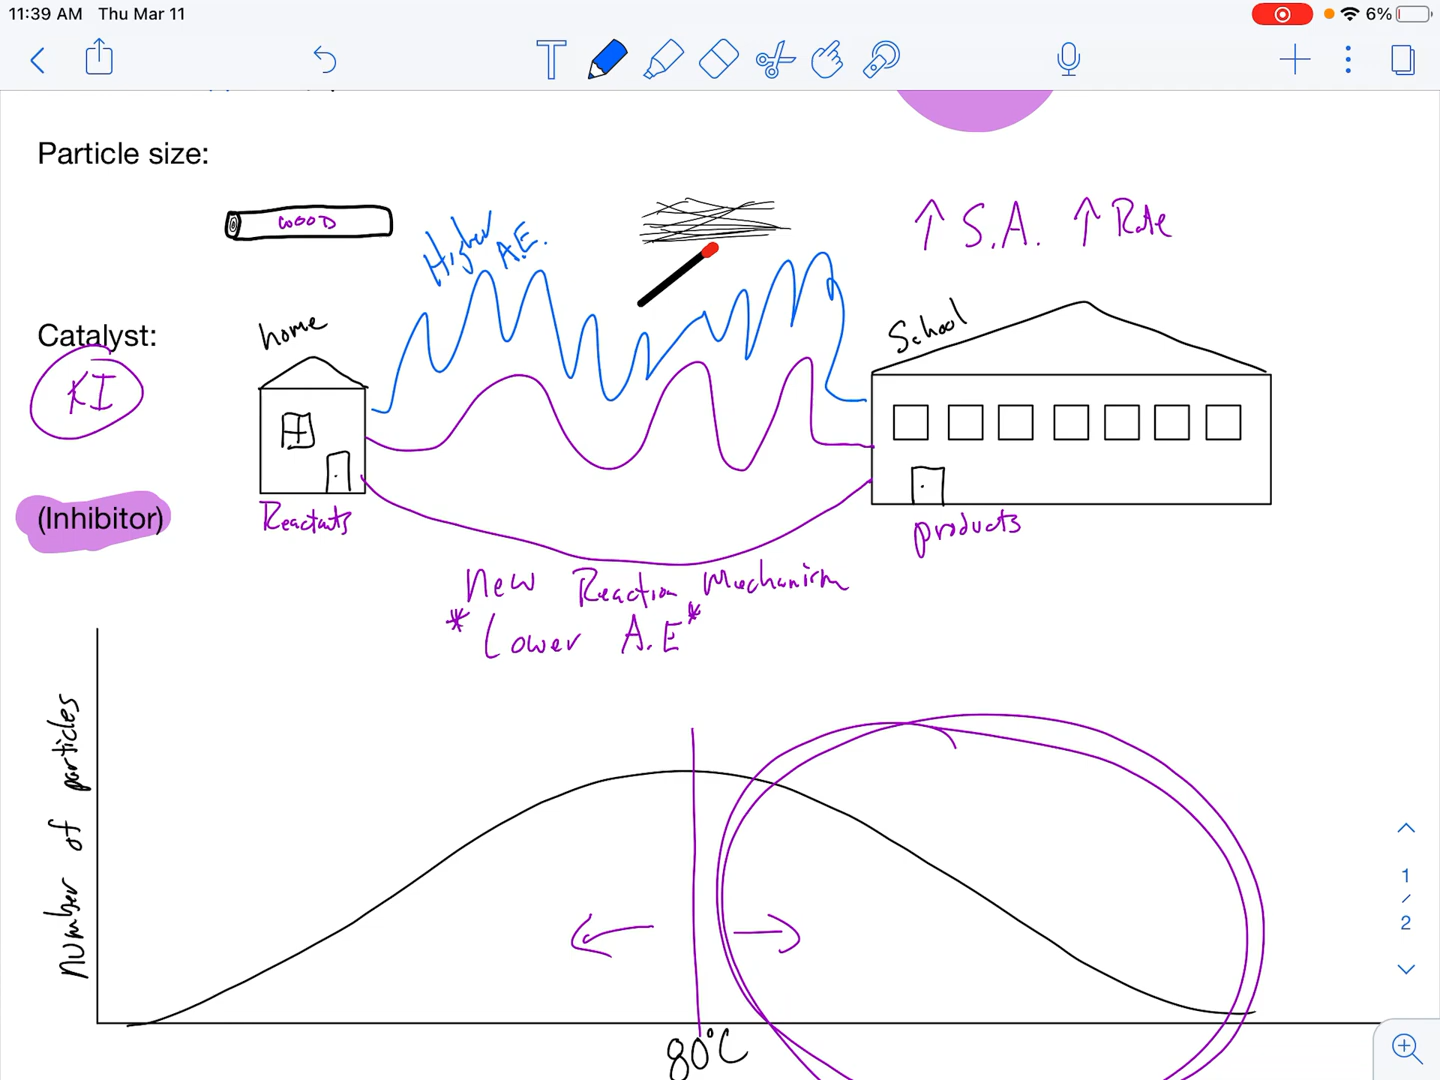 11:39 AM Thu Mar 11
6%
T
Particle size:
WOOD
Higher
A.E.
↑ S.A. ↑ Rate
Catalyst:
home
School
KI
(Inhibitor)
Reactants
products
New Reaction Mechanism
*Lower A.E*
Number of particles
80°C
1
/
2